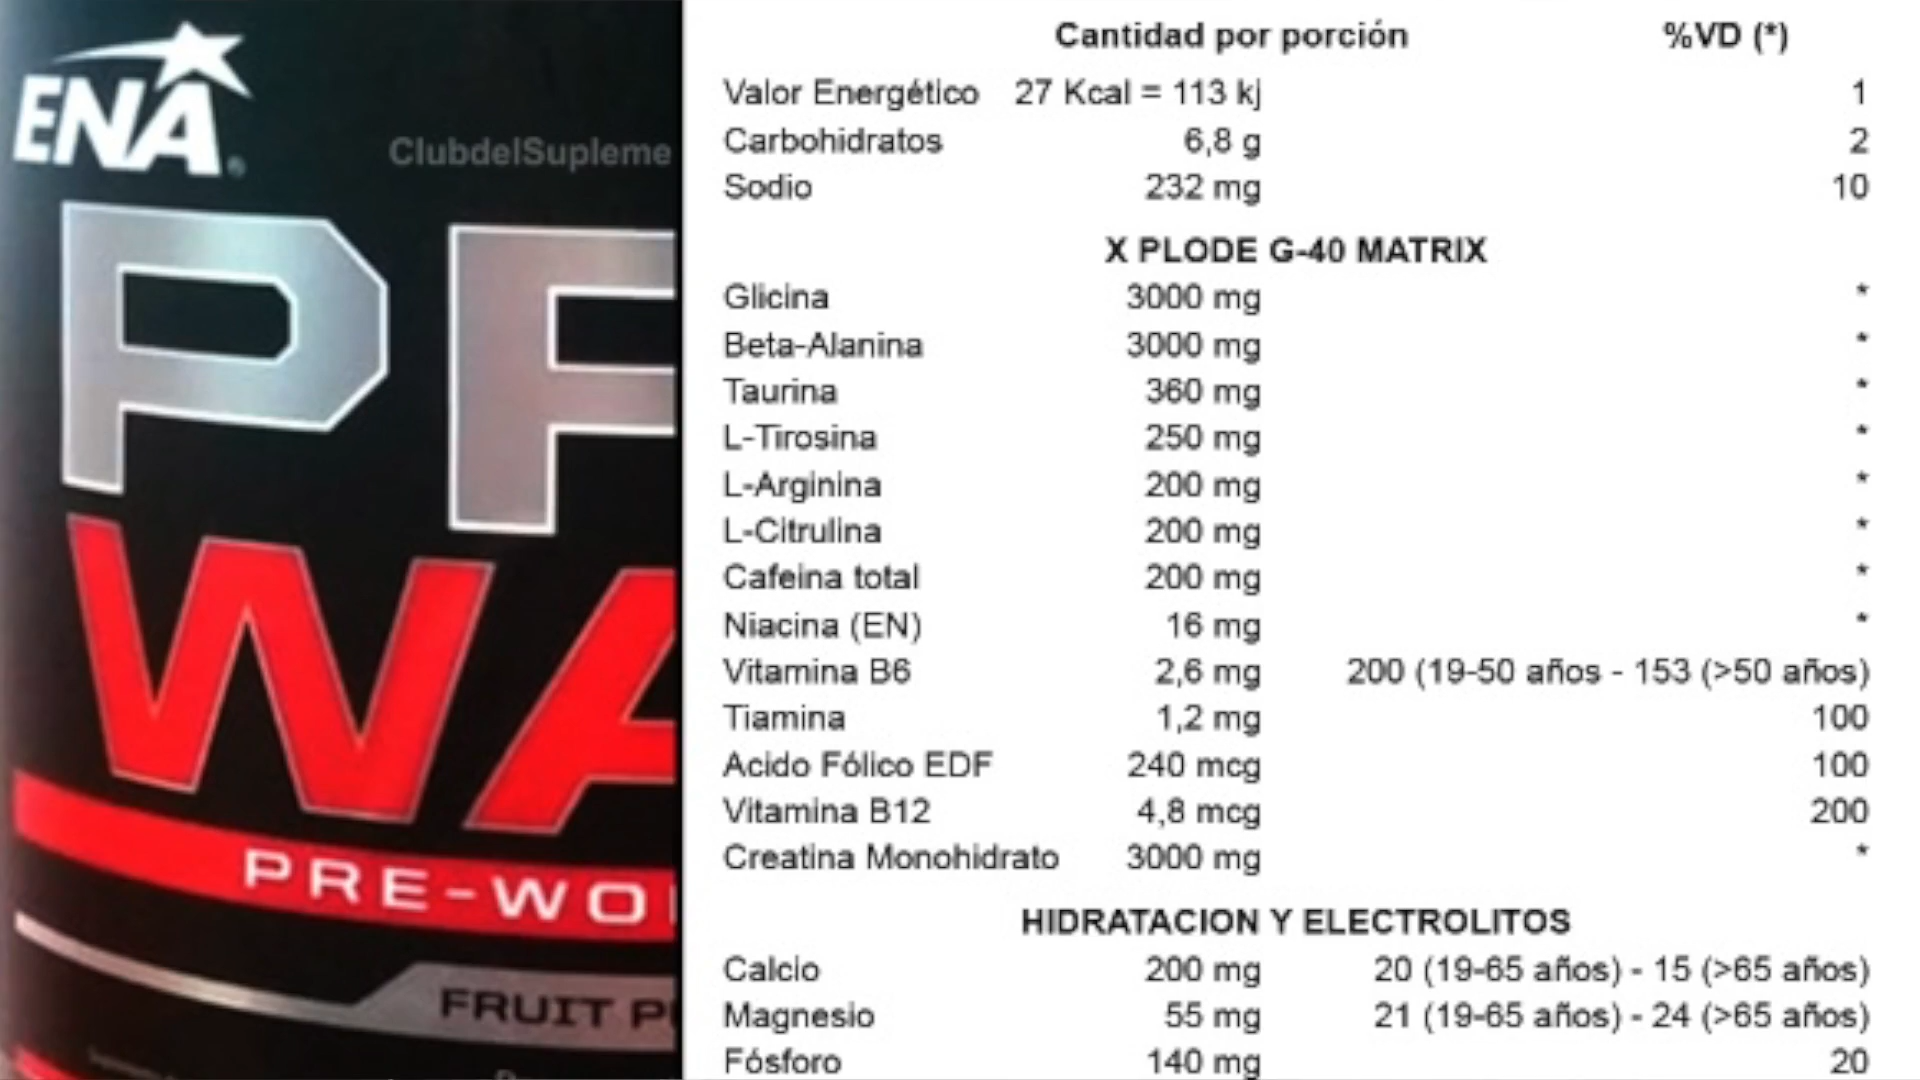 ENA
ClubdelSupleme
PR
WA
PRE-WO
FRUIT P
Cantidad por porción %VD (*)
Valor Energético 27 Kcal = 113 kj 1
Carbohidratos 6,8 g 2
Sodio 232 mg 10
X PLODE G-40 MATRIX
Glicina 3000 mg *
Beta-Alanina 3000 mg *
Taurina 360 mg *
L-Tirosina 250 mg *
L-Arginina 200 mg *
L-Citrulina 200 mg *
Cafeina total 200 mg *
Niacina (EN) 16 mg *
Vitamina B6 2,6 mg 200 (19-50 años - 153 (>50 años)
Tiamina 1,2 mg 100
Acido Fólico EDF 240 mcg 100
Vitamina B12 4,8 mcg 200
Creatina Monohidrato 3000 mg *
HIDRATACION Y ELECTROLITOS
Calcio 200 mg 20 (19-65 años) - 15 (>65 años)
Magnesio 55 mg 21 (19-65 años) - 24 (>65 años)
Fósforo 140 mg 20